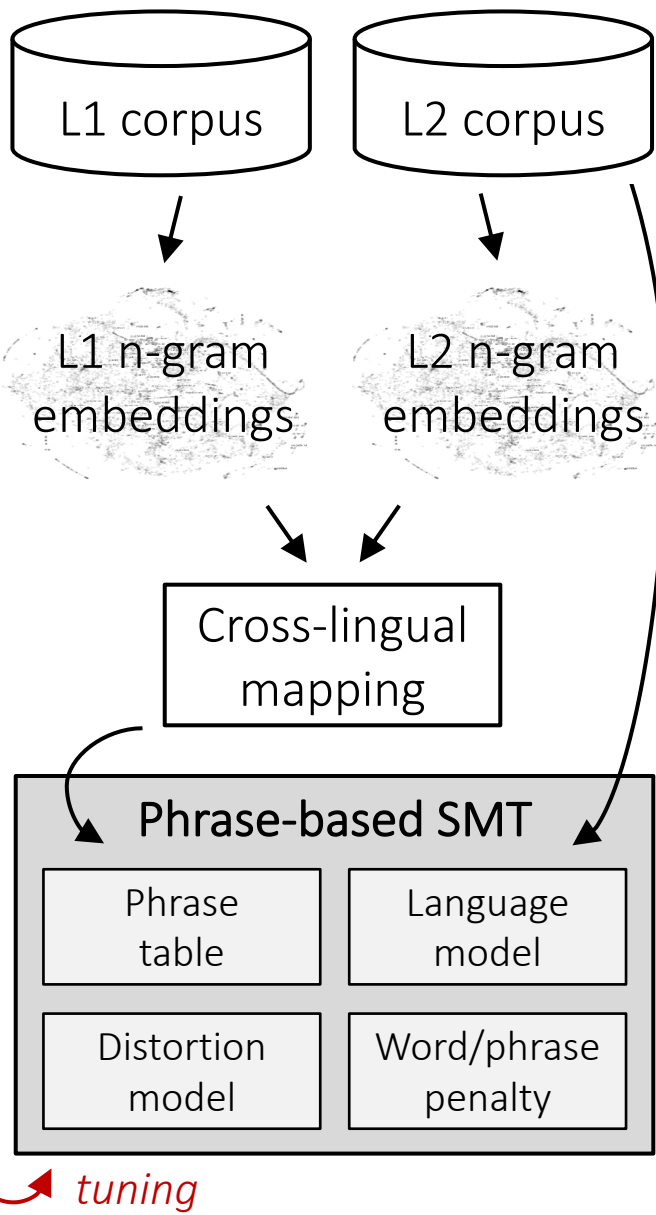 L1 corpus
L2 corpus
L1 n-gram
embeddings
L2 n-gram
embeddings
Cross-lingual
mapping
Phrase-based SMT
Phrase
table
Language
model
Distortion
model
Word/phrase
penalty
tuning